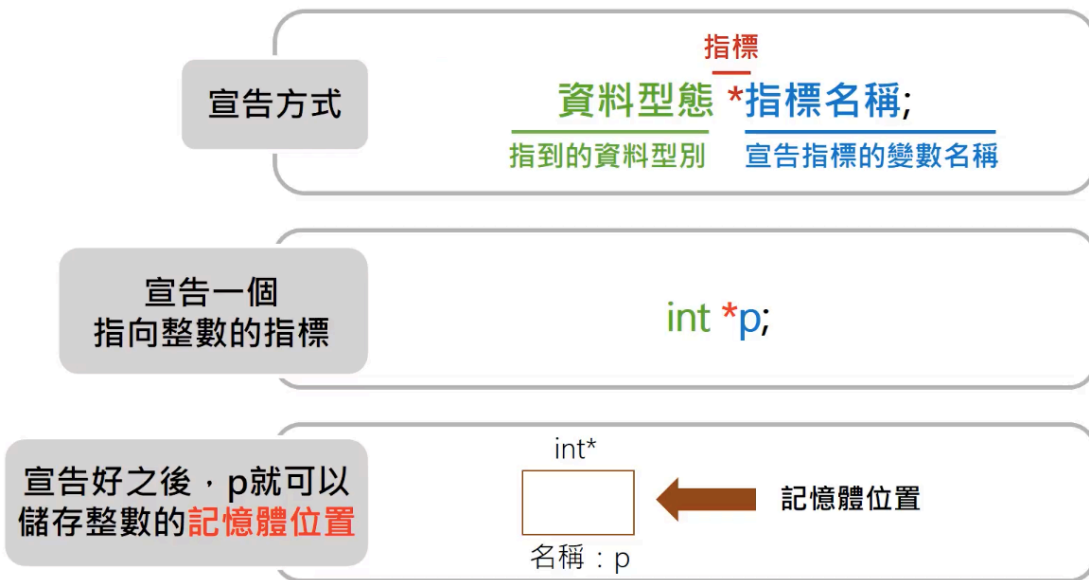 指標
宣告方式
資料型態 *指標名稱;
指到的資料型別 宣告指標的變數名稱
宣告一個
指向整數的指標
int *p;
宣告好之後，p就可以
儲存整數的記憶體位置
int*
記憶體位置
名稱：p